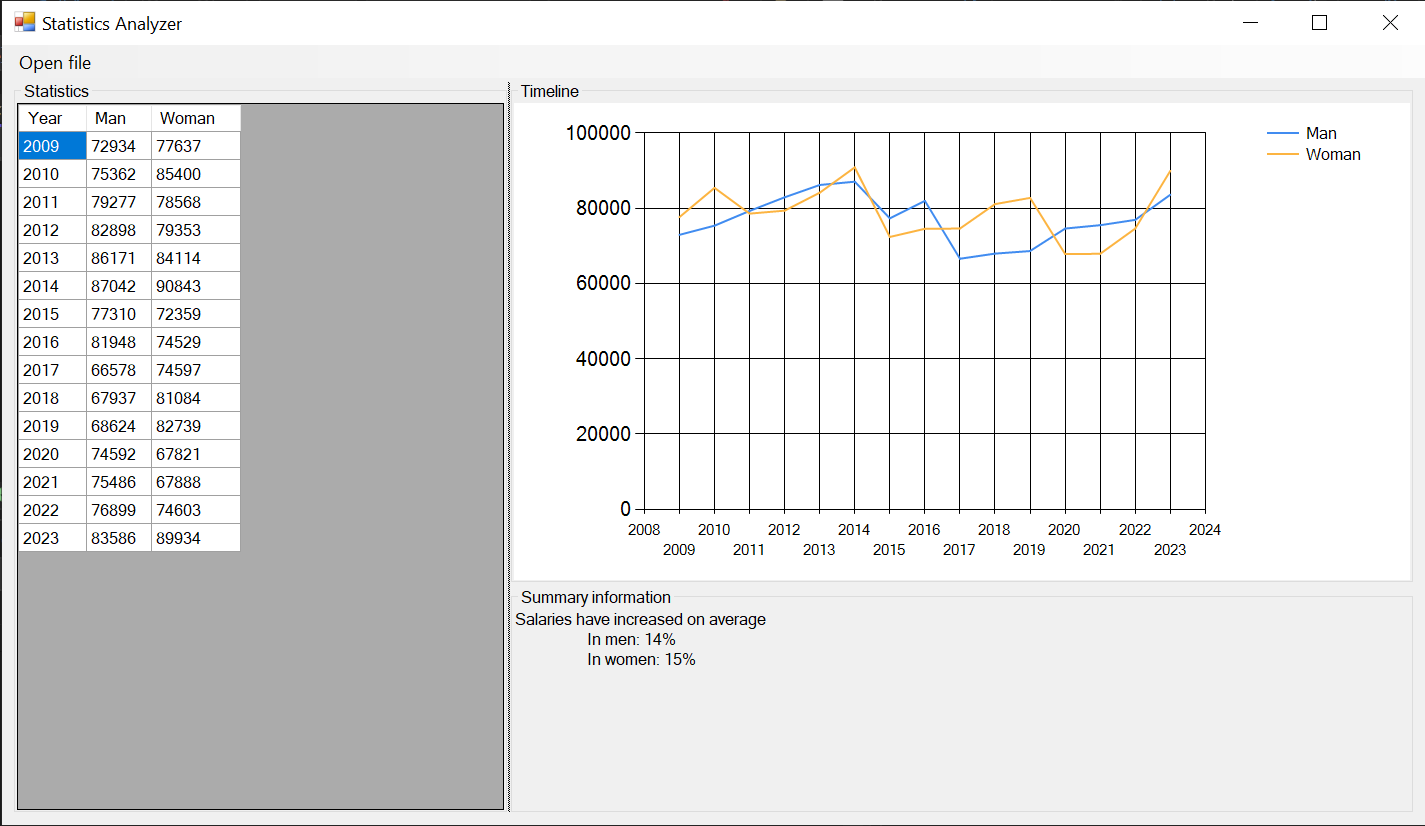 Statistics Analyzer
Open file
Statistics
Year Man Woman
2009 72934 77637
2010 75362 85400
2011 79277 78568
2012 82898 79353
2013 86171 84114
2014 87042 90843
2015 77310 72359
2016 81948 74529
2017 66578 74597
2018 67937 81084
2019 68624 82739
2020 74592 67821
2021 75486 67888
2022 76899 74603
2023 83586 89934
Timeline
100000
80000
60000
40000
20000
0
2008 2010 2012 2014 2016 2018 2020 2022 2024
2009 2011 2013 2015 2017 2019 2021 2023
Man
Woman
Summary information
Salaries have increased on average
In men: 14%
In women: 15%